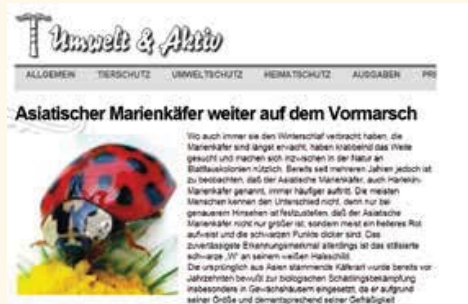 Umwelt & Aktiv
ALLGEMEIN TIERSCHUTZ UMWELTSCHUTZ HEIMATSCHUTZ AUSGABEN PRI
Asiatischer Marienkäfer weiter auf dem Vormarsch
Wo auch immer sie den Winterschlaf verbracht haben, die
Marienkäfer sind längst erwacht, haben krabbelnd das Weite
gesucht und machen sich inzwischen in der Natur an
Blattlauskolonien nützlich. Bereits seit mehreren Jahren jedoch ist
zu beobachten, daß der Asiatische Marienkäfer, auch Harlekin-
Marienkäfer genannt, immer häufiger auftritt. Die meisten
Menschen kennen den Unterschied nicht, denn nur bei
genauerem Hinsehen ist festzustellen, daß der Asiatische
Marienkäfer nicht nur größer ist, sondern meist ein helleres Rot
aufweist und die schwarzen Punkte dicker sind. Das
zuverlässigste Erkennungsmerkmal allerdings ist das stilisierte
schwarze „W" an seinem weißen Halsschild.
Die ursprünglich aus Asien stammende Käferart wurde bereits vor
Jahrzehnten bewußt zur biologischen Schädlingsbekämpfung
insbesondere in Gewächshäusern eingesetzt, da er aufgrund
seiner Größe und dementsprechend seiner Gefräßigkeit